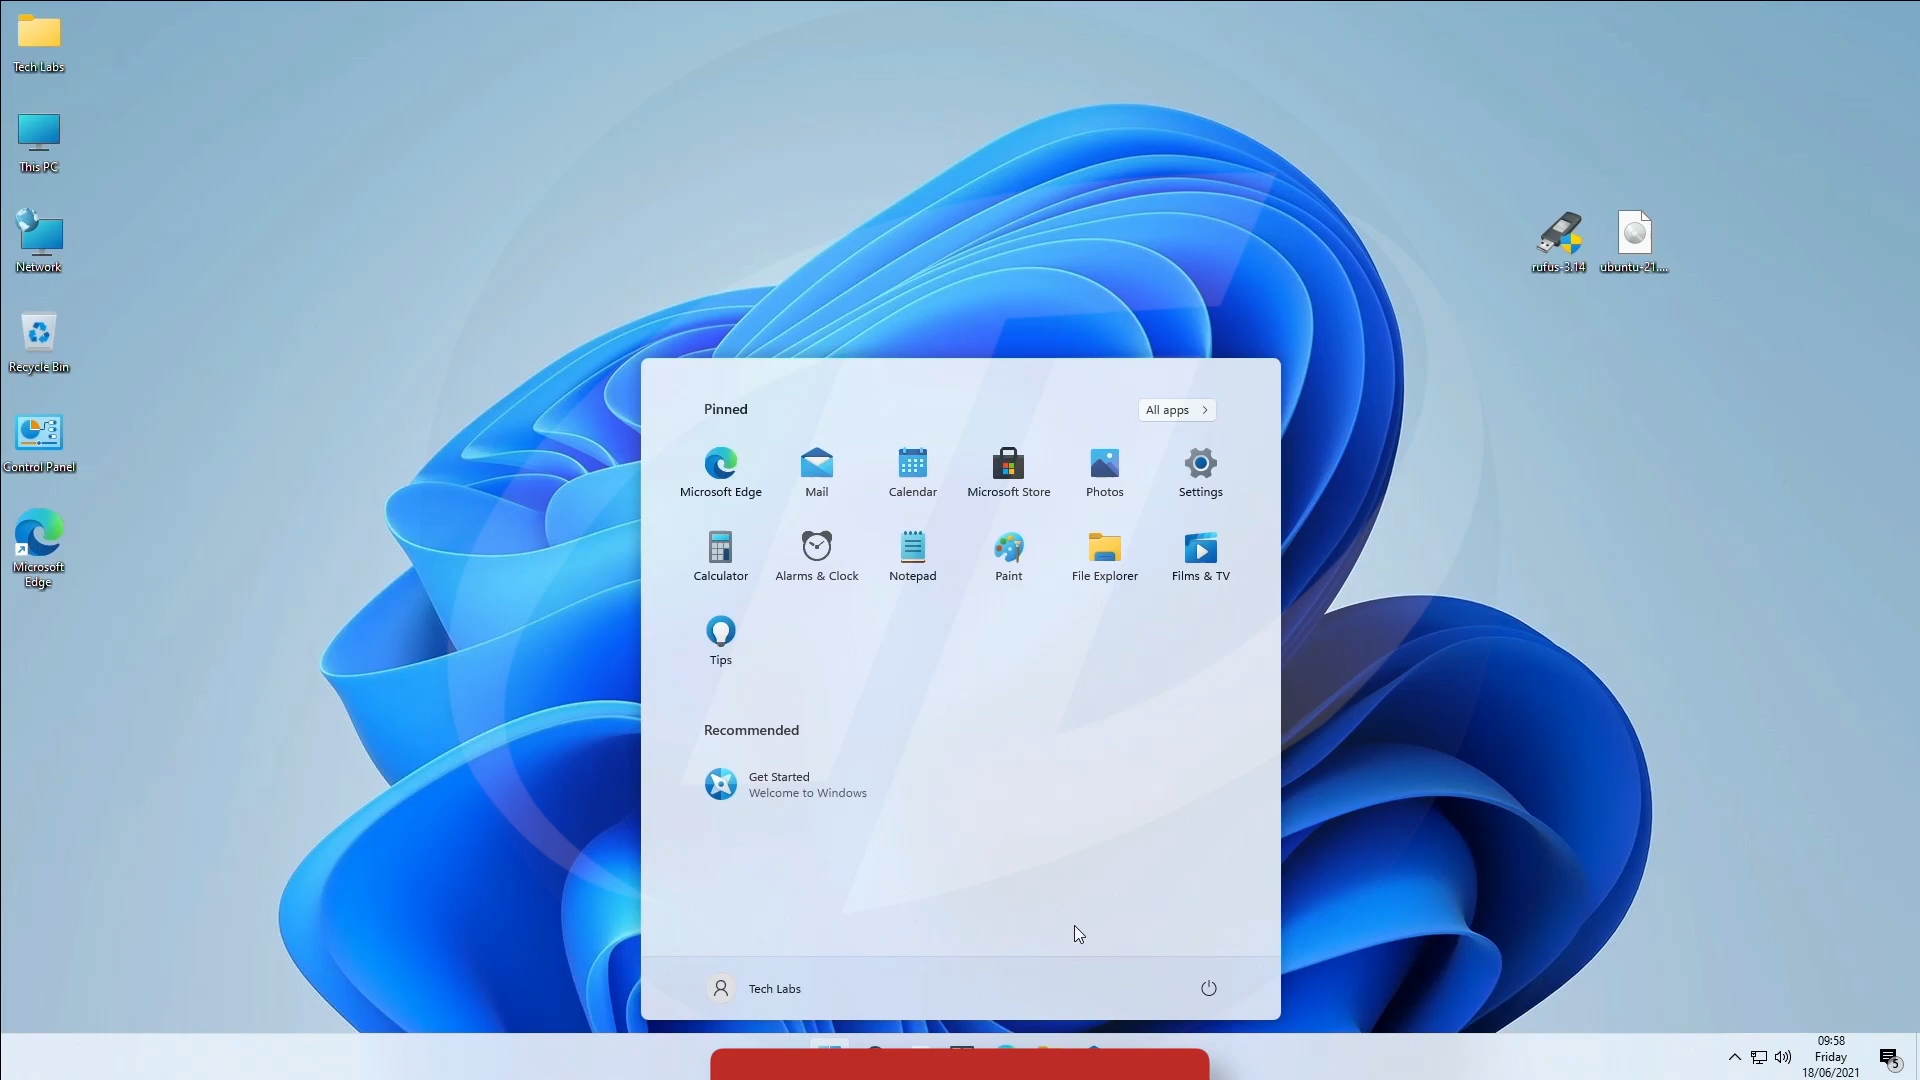 Tech Labs
This PC
Network
Recycle Bin
Control Panel
Microsoft
Edge
rufus-3.14
ubuntu-21....
Pinned
All apps
Microsoft Edge
Mail
Calendar
Microsoft Store
Photos
Settings
Calculator
Alarms & Clock
Notepad
Paint
File Explorer
Films & TV
Tips
Recommended
Get Started
Welcome to Windows
Tech Labs
09:58
Friday
18/06/2021
5